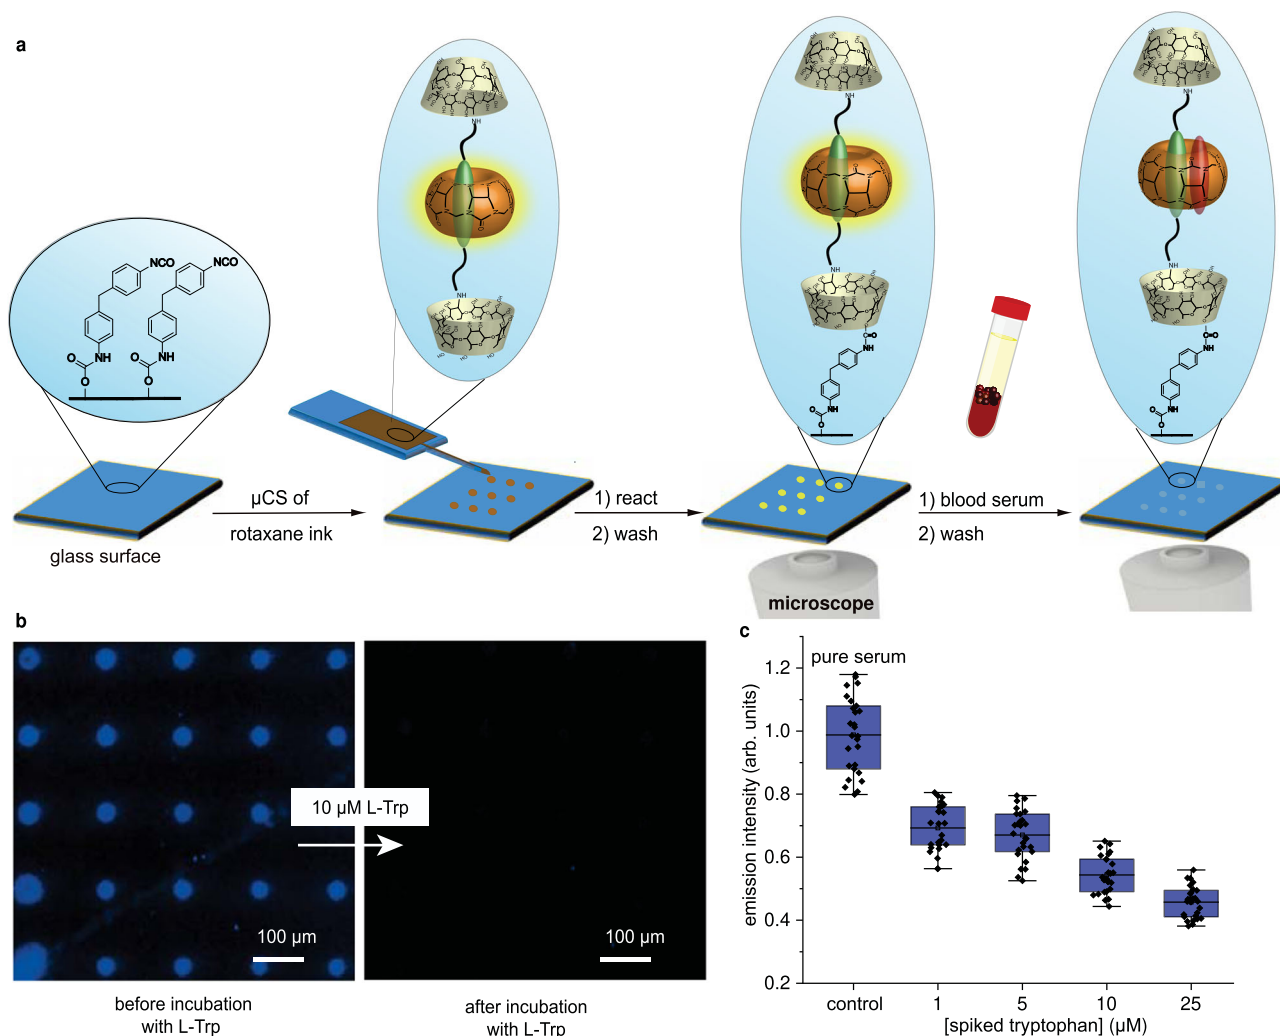 a
NH
NH
NH
NH
NCO
NCO
NH
NH
O
O
O
O
NH
NH
NH
NH
O
O
O
O
µCS of
rotaxane ink
1) react
2) wash
1) blood serum
2) wash
glass surface
microscope
b
10 µM L-Trp
100 µm
100 µm
before incubation
with L-Trp
after incubation
with L-Trp
c
pure serum
emission intensity (arb. units)
1.2
1.0
0.8
0.6
0.4
0.2
control
1
5
10
25
[spiked tryptophan] (µM)